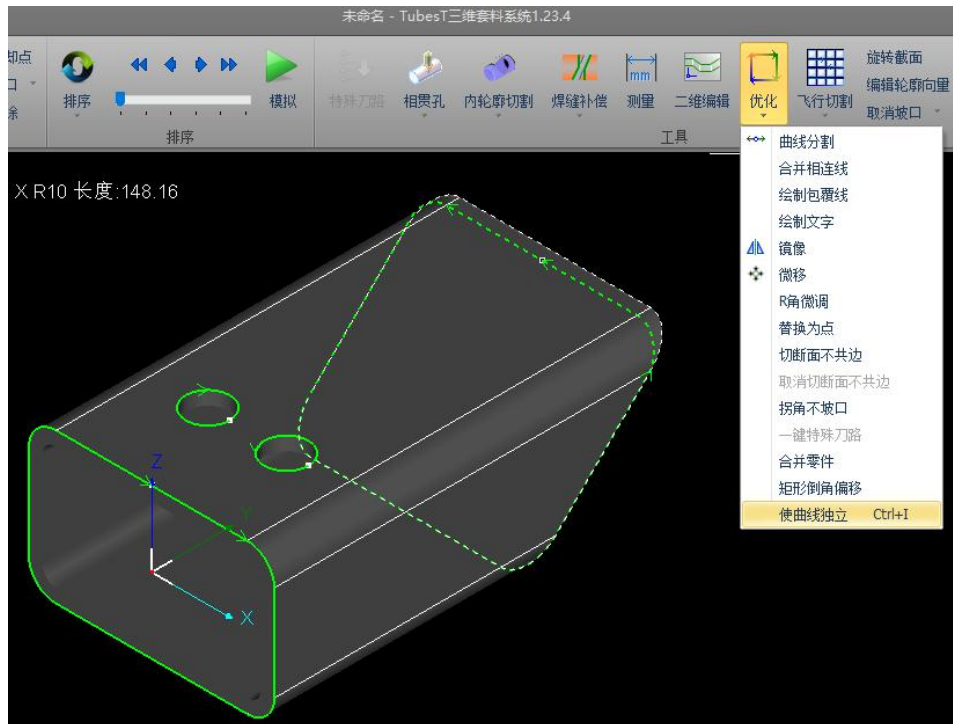 未命名 - TubesT三维套料系统1.23.4
却点
口
余
排序
模拟
特殊刀路
相贯孔
内轮廓切割
焊缝补偿
mm
测量
二维编辑
优化
飞行切割
旋转截面
编辑轮廓向量
取消坡口
排序
工具
X R10 长度:148.16
曲线分割
合并相连线
绘制包覆线
绘制文字
镜像
微移
R角微调
替换为点
切断面不共边
取消切断面不共边
拐角不坡口
一键特殊刀路
合并零件
矩形倒角偏移
使曲线独立 Ctrl+I
Z
Y
X